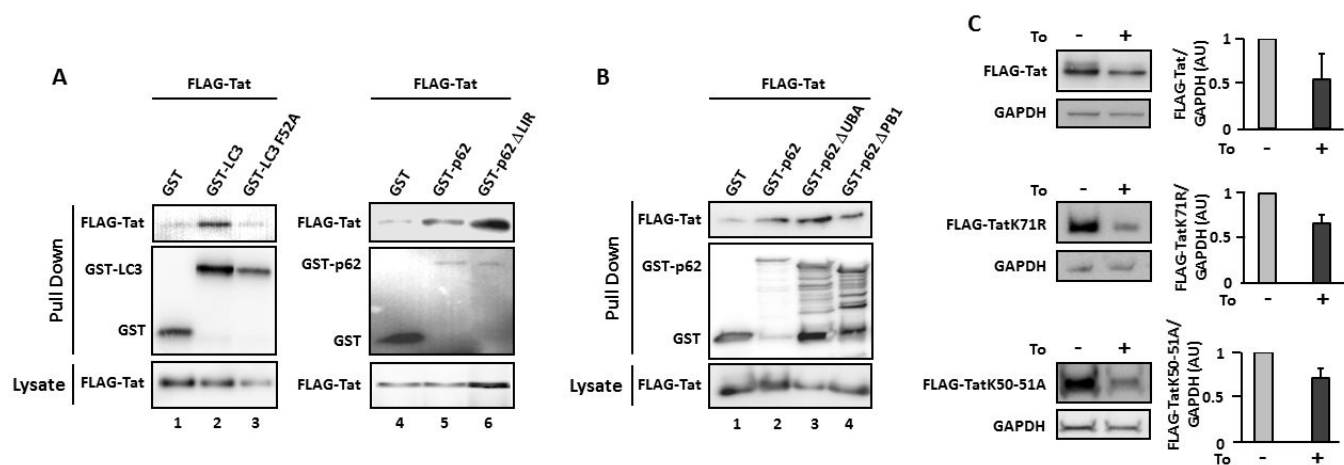 A
FLAG-Tat
GST
GST-LC3
GST-LC3 F52A
Pull Down
FLAG-Tat
GST-LC3
GST
Lysate
FLAG-Tat
1 2 3
FLAG-Tat
GST
GST-p62
GST-p62 ΔLIR
FLAG-Tat
GST-p62
GST
FLAG-Tat
4 5 6
B
FLAG-Tat
GST
GST-p62
GST-p62 ΔUBA
GST-p62 ΔPB1
Pull Down
FLAG-Tat
GST-p62
GST
Lysate
FLAG-Tat
1 2 3 4
C
To - +
FLAG-Tat
GAPDH
FLAG-Tat/
GAPDH (AU)
1
0.5
0
To - +
To - +
FLAG-TatK71R
GAPDH
FLAG-TatK71R/
GAPDH (AU)
1
0.5
0
To - +
To - +
FLAG-TatK50-51A
GAPDH
FLAG-TatK50-51A/
GAPDH (AU)
1
0.5
0
To - +